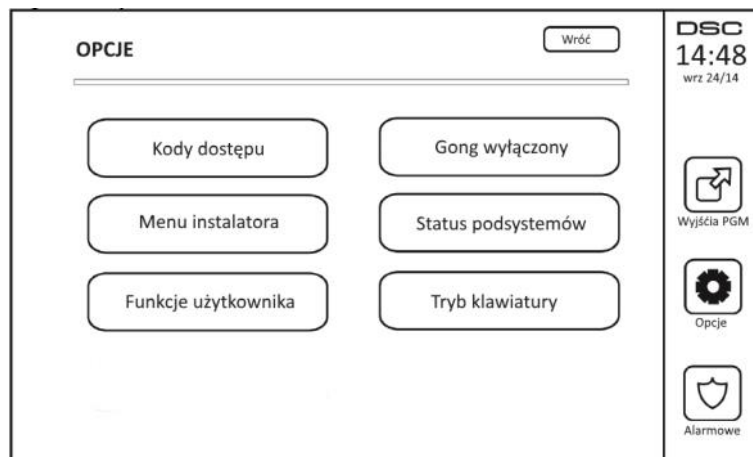 OPCJE
Wróć
Kody dostępu
Gong wyłączony
Menu instalatora
Status podsystemów
Funkcje użytkownika
Tryb klawiatury
DSC
14:48
wrz 24/14
Wyjśćia PGM
Opcje
Alarmowe